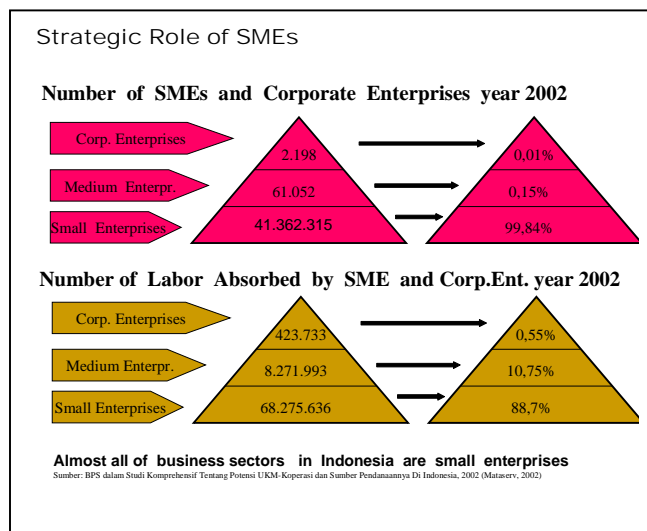 Strategic Role of SMEs
Number of SMEs and Corporate Enterprises year 2002
Corp. Enterprises
2.198
0,01%
Medium Enterpr.
61.052
0,15%
Small Enterprises
41.362.315
99,84%
Number of Labor Absorbed by SME and Corp.Ent. year 2002
Corp. Enterprises
423.733
0,55%
Medium Enterpr.
8.271.993
10,75%
Small Enterprises
68.275.636
88,7%
Almost all of business sectors in Indonesia are small enterprises
Sumber: BPS dalam Studi Komprehensif Tentang Potensi UKM-Koperasi dan Sumber Pendanaannya Di Indonesia, 2002 (Mataserv, 2002)